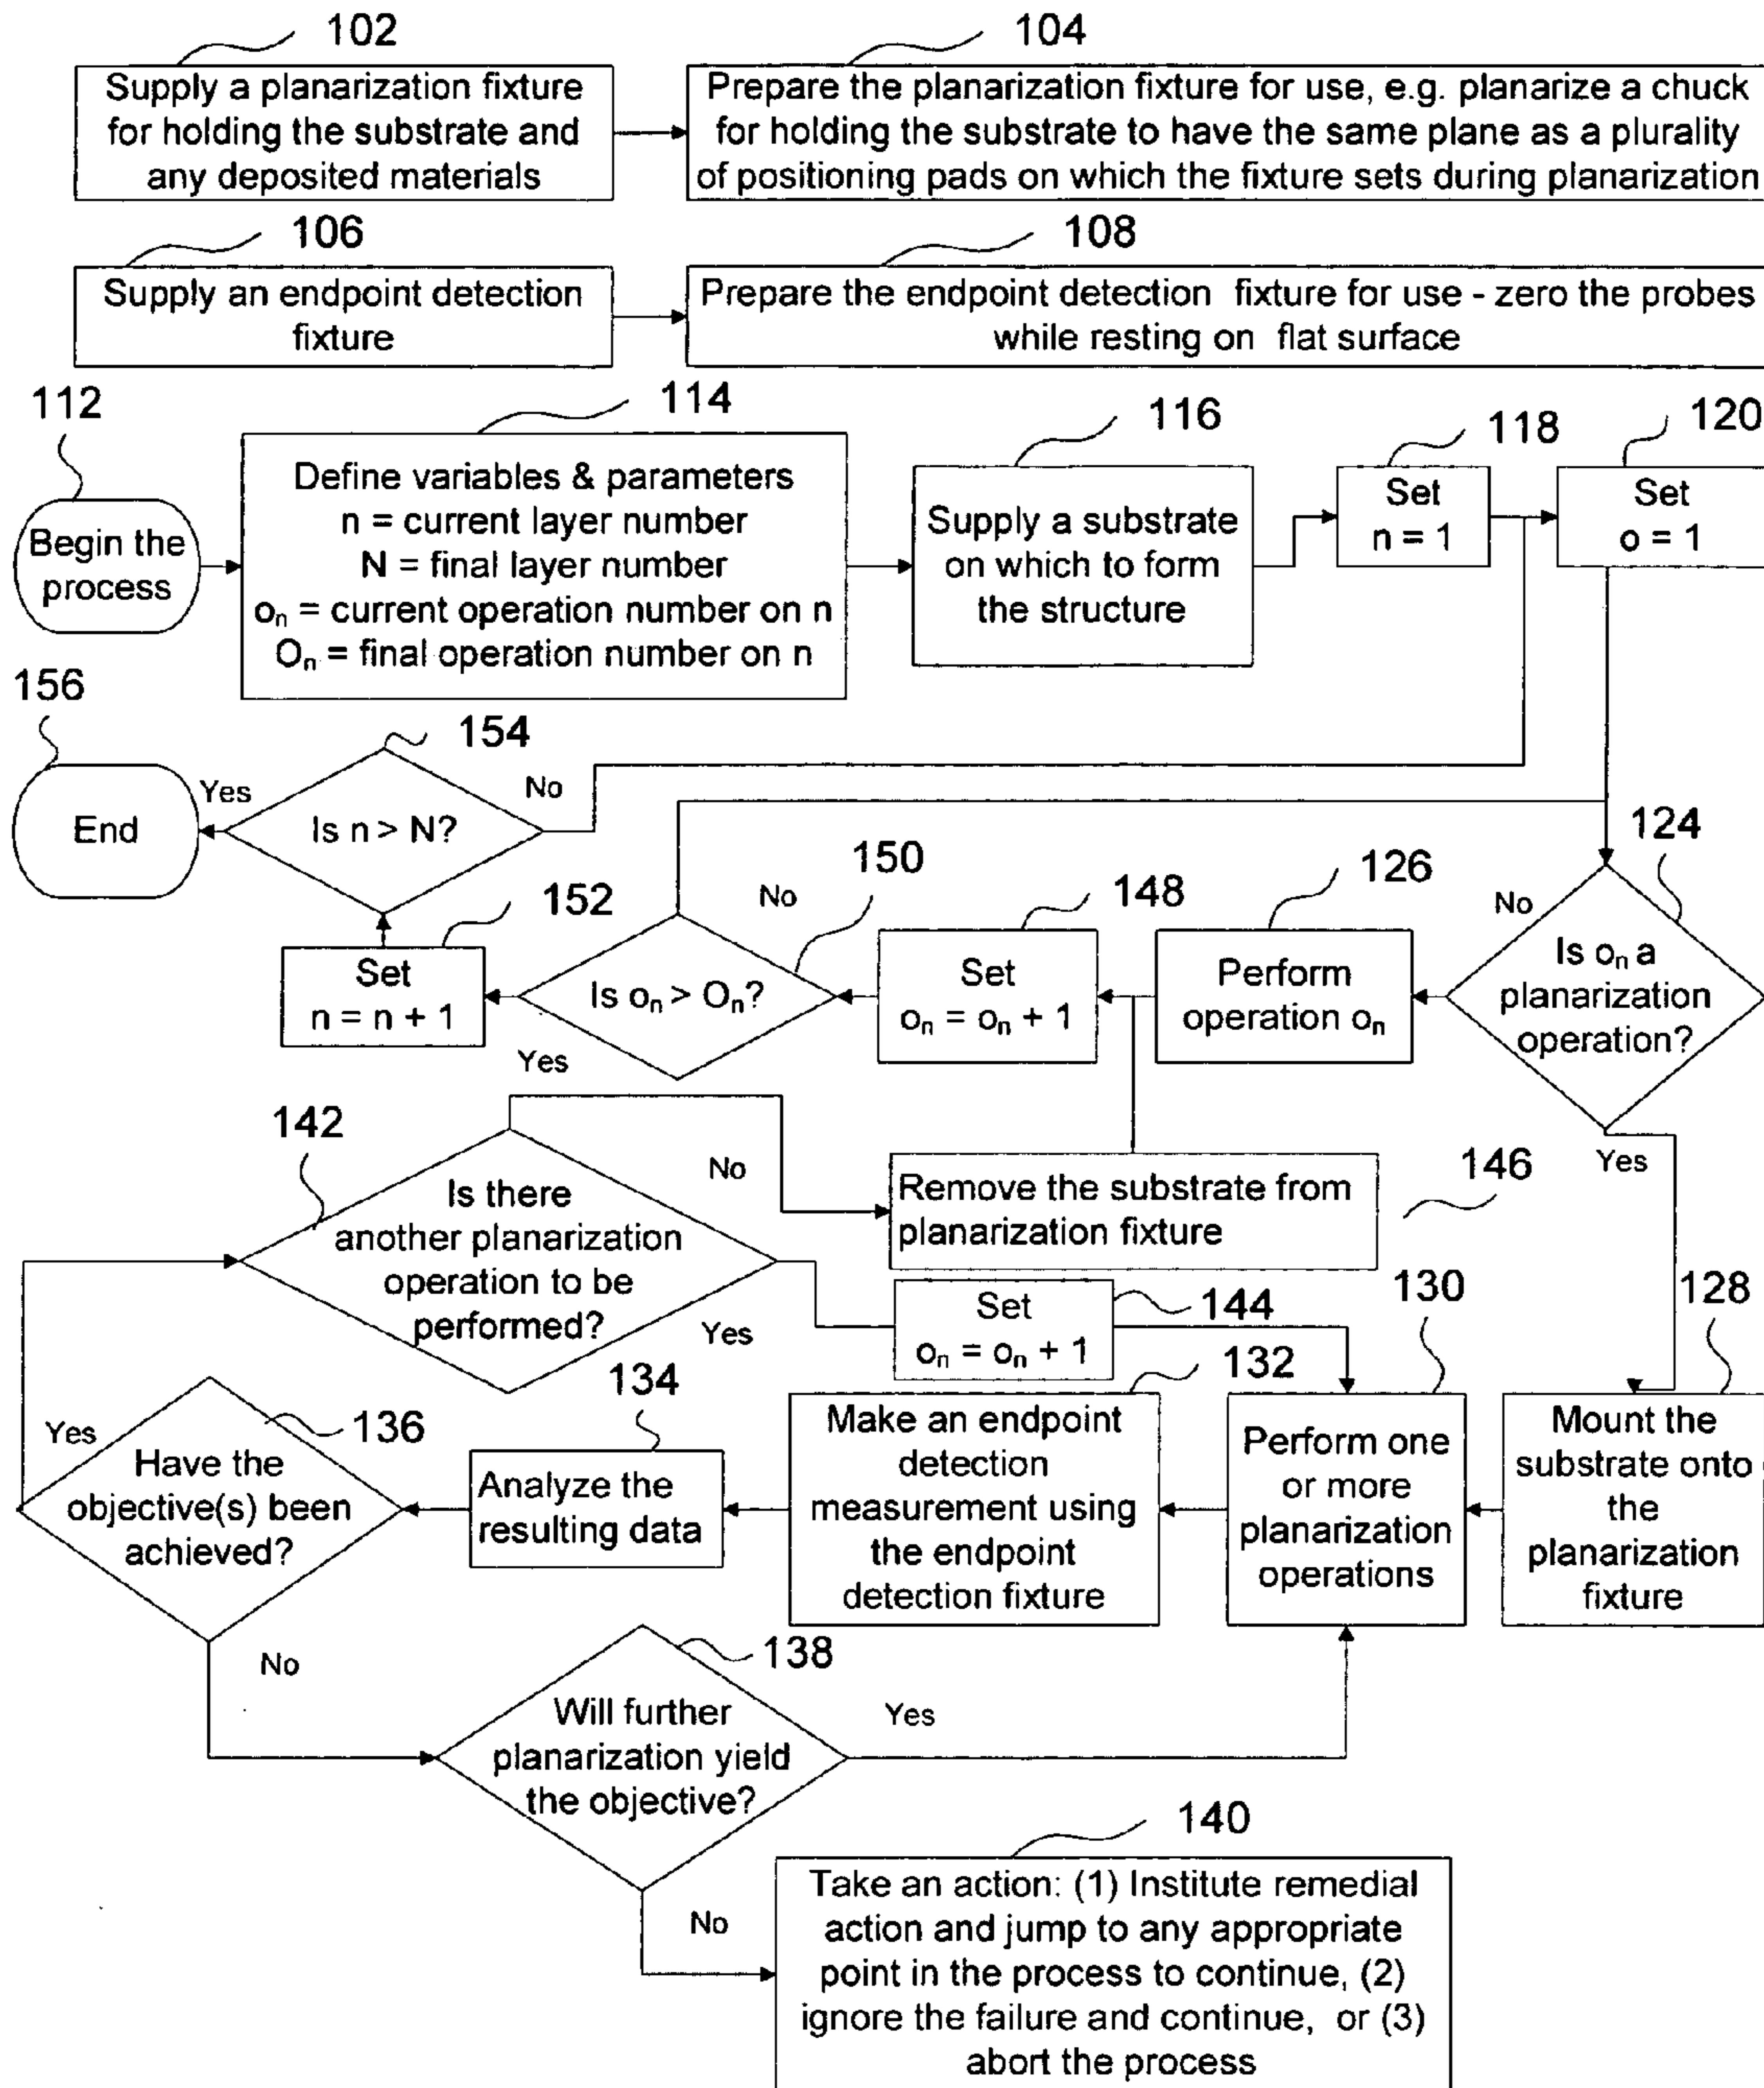 102
Supply a planarization fixture
for holding the substrate and
any deposited materials
104
Prepare the planarization fixture for use, e.g. planarize a chuck
for holding the substrate to have the same plane as a plurality
of positioning pads on which the fixture sets during planarization
106
Supply an endpoint detection
fixture
108
Prepare the endpoint detection fixture for use - zero the probes
while resting on flat surface
112
Begin the
process
114
Define variables & parameters
n = current layer number
N = final layer number
oₙ = current operation number on n
Oₙ = final operation number on n
116
Supply a substrate
on which to form
the structure
118
Set
n = 1
120
Set
o = 1
156
End
Yes
154
Is n > N?
No
124
No
Is oₙ a
planarization
operation?
Yes
126
Perform
operation oₙ
148
Set
oₙ = oₙ + 1
150
No
Is oₙ > Oₙ?
Yes
152
Set
n = n + 1
142
Is there
another planarization
operation to be
performed?
No
Yes
146
Remove the substrate from
planarization fixture
144
Set
oₙ = oₙ + 1
128
Mount the
substrate onto
the
planarization
fixture
130
Perform one
or more
planarization
operations
132
Make an endpoint
detection
measurement using
the endpoint
detection fixture
134
Analyze the
resulting data
136
Yes
Have the
objective(s) been
achieved?
No
138
Will further
planarization yield
the objective?
Yes
No
140
Take an action: (1) Institute remedial
action and jump to any appropriate
point in the process to continue, (2)
ignore the failure and continue, or (3)
abort the process